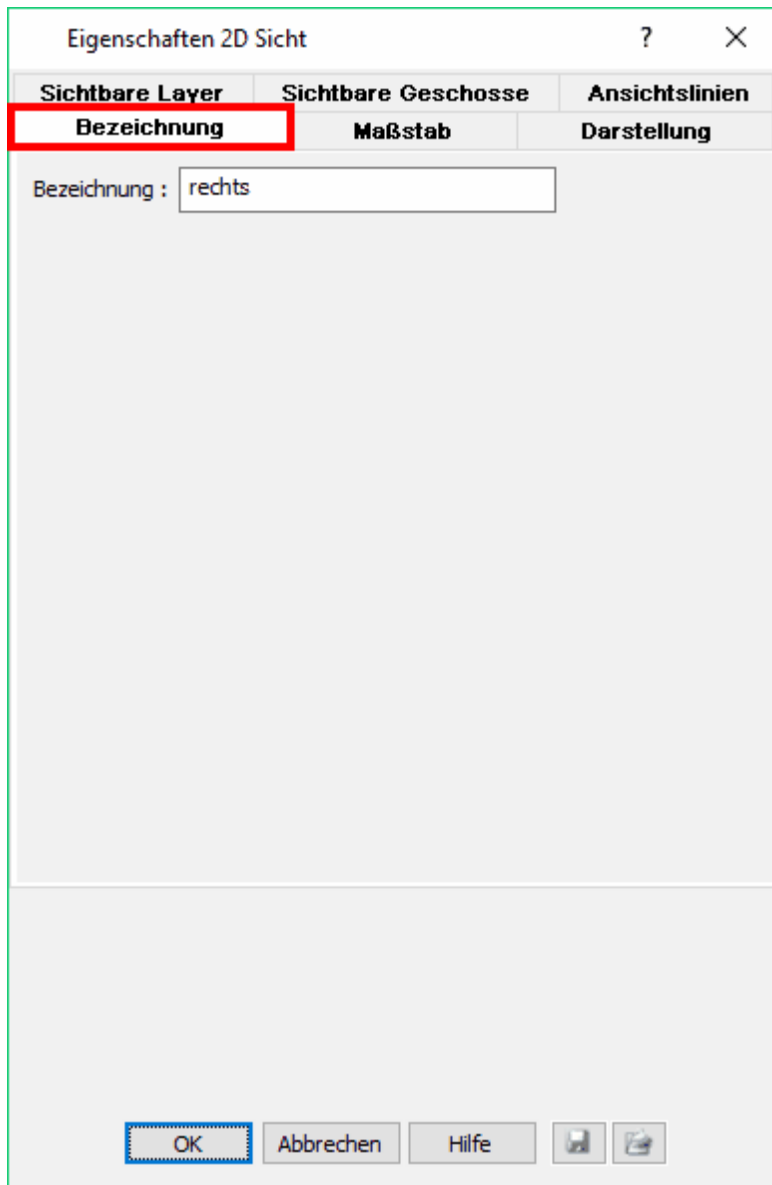 Eigenschaften 2D Sicht ?
Sichtbare Layer Sichtbare Geschosse Ansichtslinien
Bezeichnung Maßstab Darstellung
Bezeichnung : rechts
OK Abbrechen Hilfe